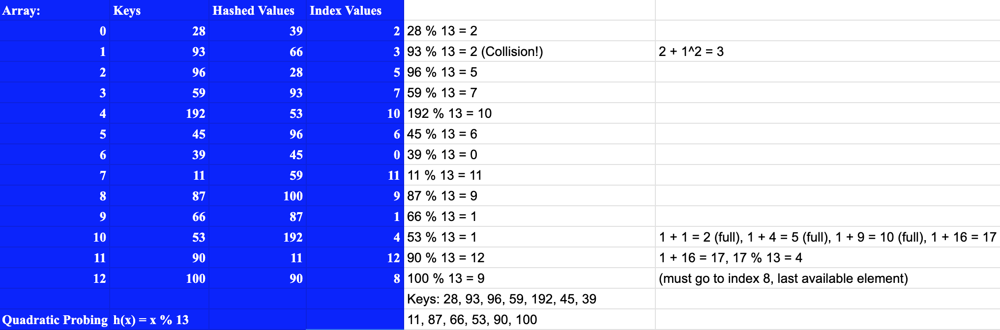 Array: Keys Hashed Values Index Values
0 28 39 2 28 % 13 = 2
1 93 66 3 93 % 13 = 2 (Collision!) 2 + 1^2 = 3
2 96 28 5 96 % 13 = 5
3 59 93 7 59 % 13 = 7
4 192 53 10 192 % 13 = 10
5 45 96 6 45 % 13 = 6
6 39 45 0 39 % 13 = 0
7 11 59 11 11 % 13 = 11
8 87 100 9 87 % 13 = 9
9 66 87 1 66 % 13 = 1
10 53 192 4 53 % 13 = 1 1 + 1 = 2 (full), 1 + 4 = 5 (full), 1 + 9 = 10 (full), 1 + 16 = 17
11 90 11 12 90 % 13 = 12 1 + 16 = 17, 17 % 13 = 4
12 100 90 8 100 % 13 = 9 (must go to index 8, last available element)
Keys: 28, 93, 96, 59, 192, 45, 39
Quadratic Probing h(x) = x % 13 11, 87, 66, 53, 90, 100